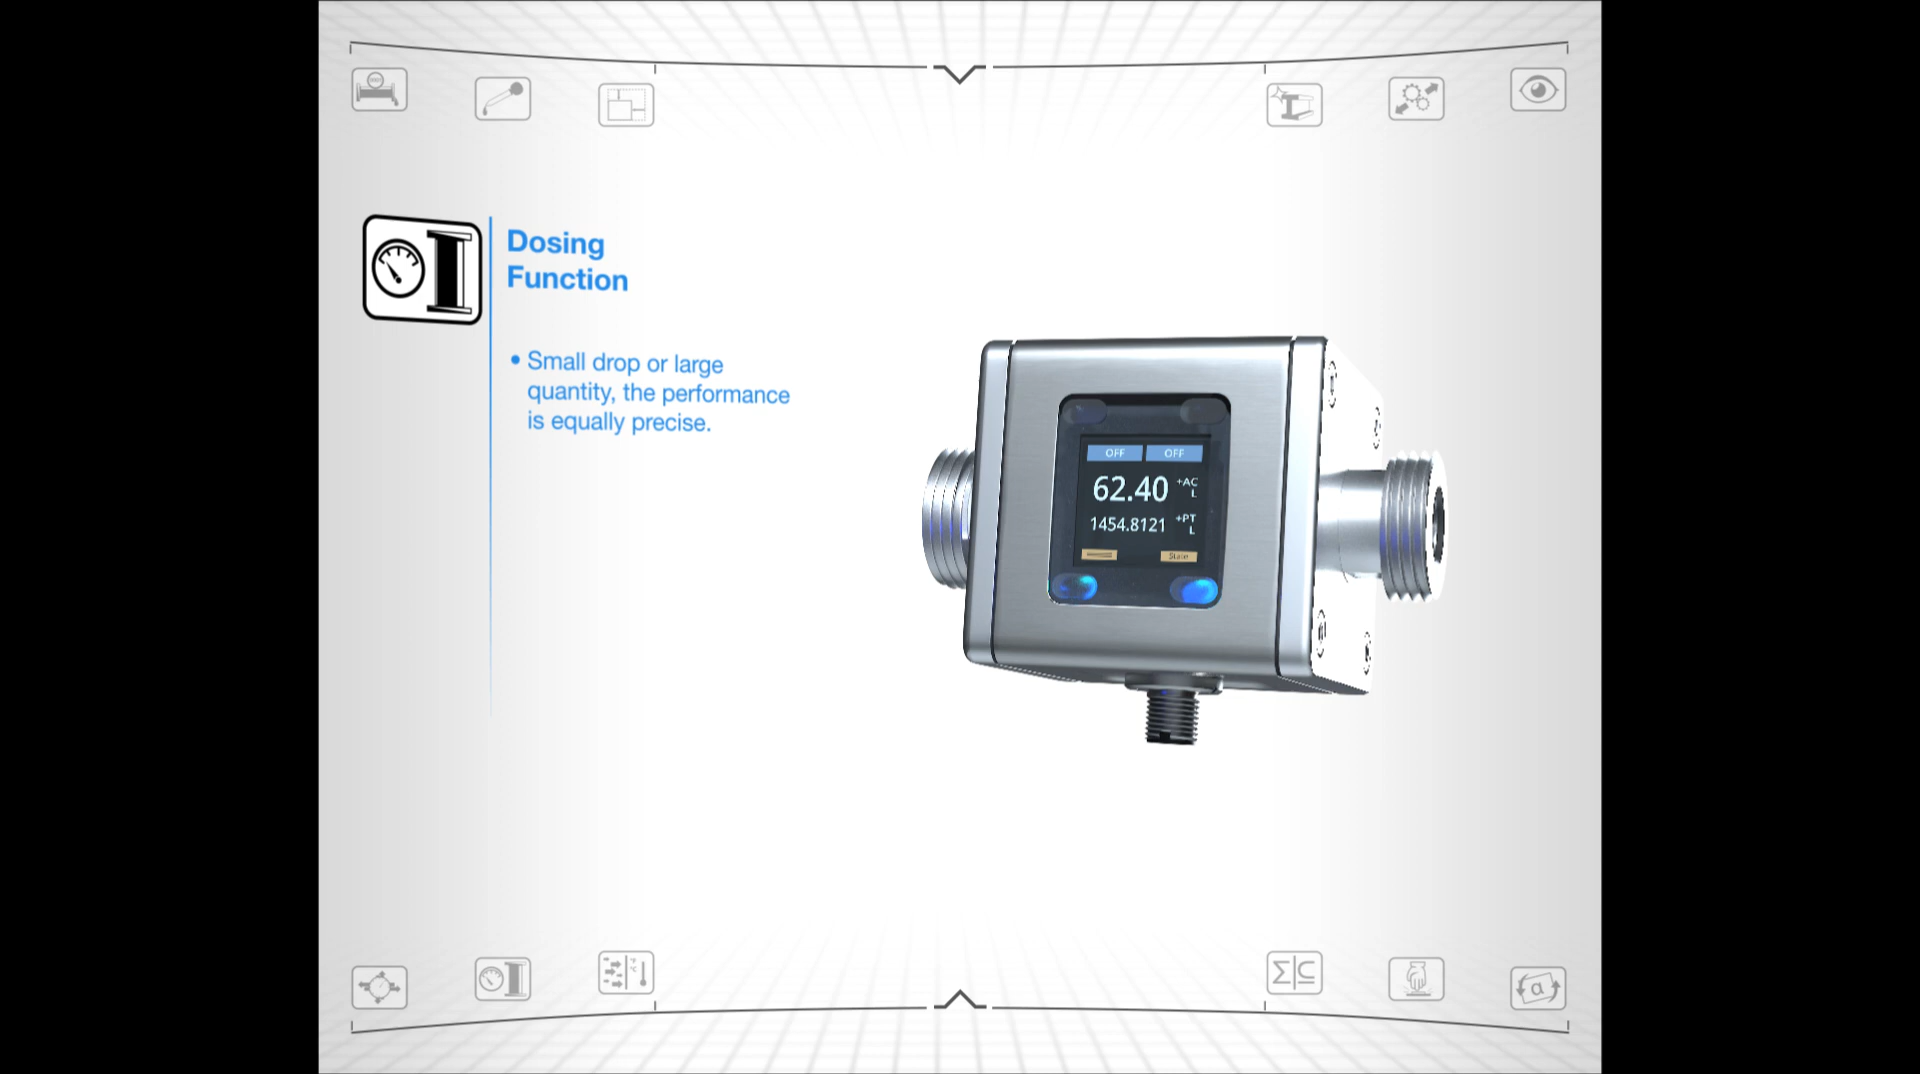 Dosing
Function
• Small drop or large
quantity, the performance
is equally precise.
OFF OFF
62.40 +AC L
1454.8121 +PT L
State
Σ|C
α